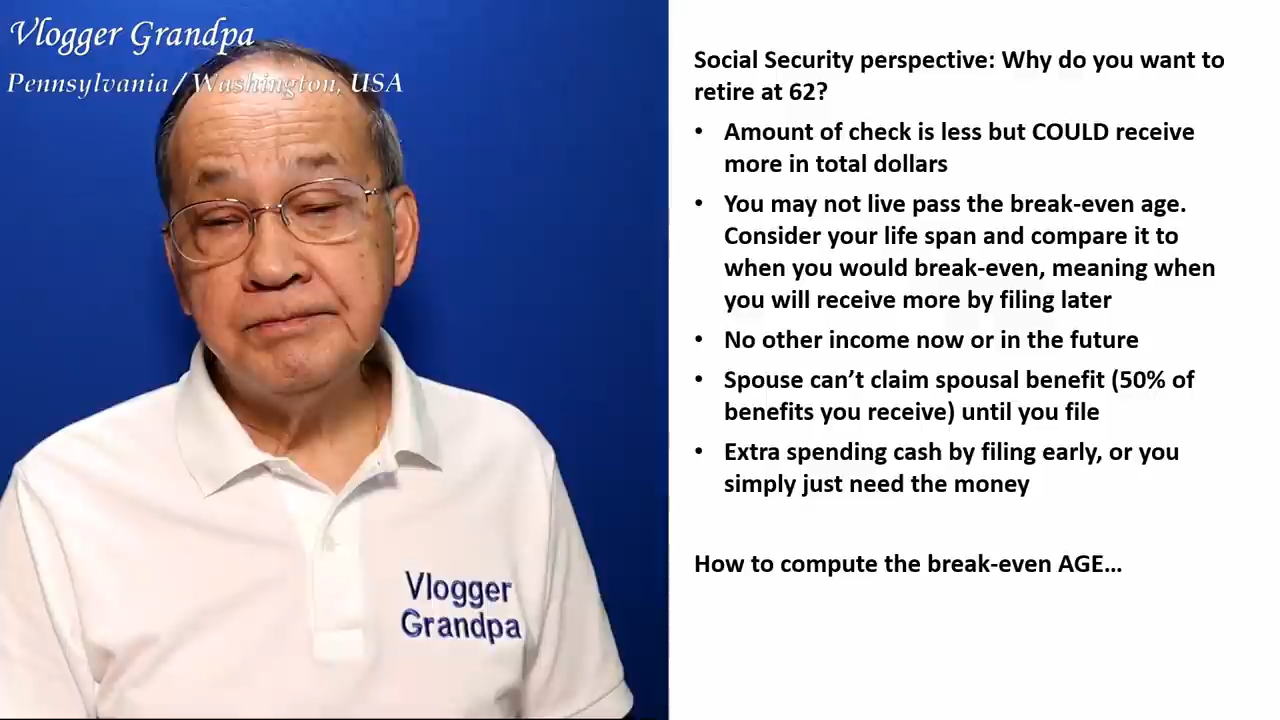 Vlogger Grandpa
Pennsylvania / Washington, USA
Vlogger
Grandpa
Social Security perspective: Why do you want to
retire at 62?
• Amount of check is less but COULD receive
more in total dollars
• You may not live pass the break-even age.
Consider your life span and compare it to
when you would break-even, meaning when
you will receive more by filing later
• No other income now or in the future
• Spouse can’t claim spousal benefit (50% of
benefits you receive) until you file
• Extra spending cash by filing early, or you
simply just need the money
How to compute the break-even AGE…